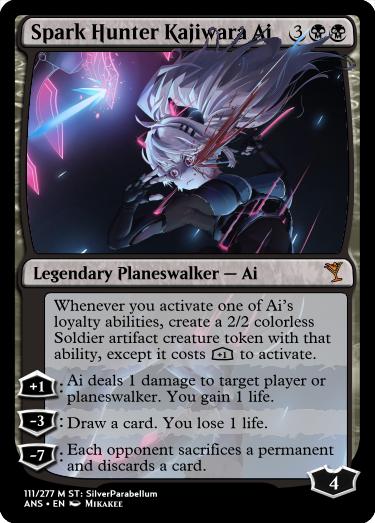 Spark Hunter Kajiwara Ai 3
Legendary Planeswalker — Ai
Whenever you activate one of Ai's
loyalty abilities, create a 2/2 colorless
Soldier artifact creature token with that
ability, except it costs +1 to activate.
+1: Ai deals 1 damage to target player or
planeswalker. You gain 1 life.
-3: Draw a card. You lose 1 life.
-7: Each opponent sacrifices a permanent
and discards a card.
4
111/277 M ST: SilverParabellum
ANS • EN Mikakee